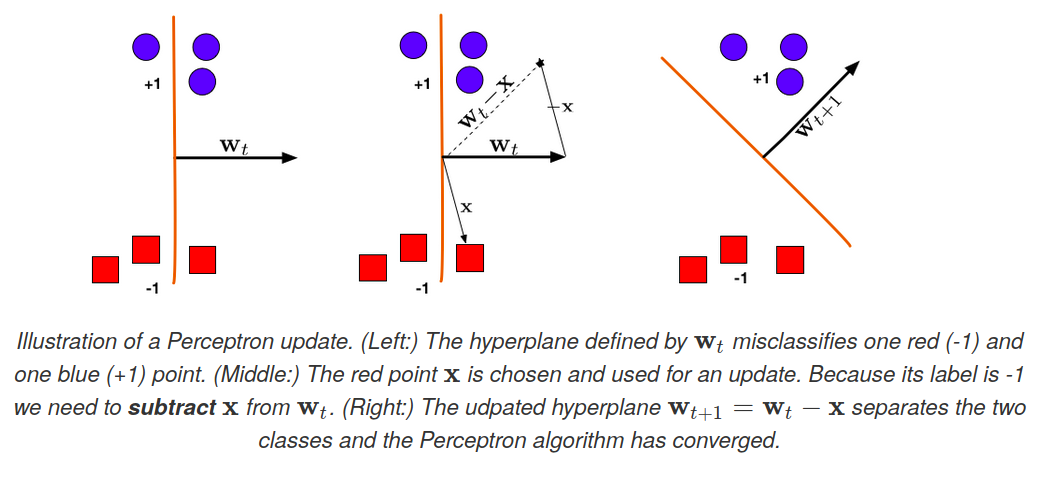 +1
w_t
-1
+1
w_t − x
−x
w_t
x
-1
+1
w_{t+1}
-1
Illustration of a Perceptron update. (Left:) The hyperplane defined by w_t misclassifies one red (-1) and
one blue (+1) point. (Middle:) The red point x is chosen and used for an update. Because its label is -1
we need to subtract x from w_t. (Right:) The udpated hyperplane w_{t+1} = w_t − x separates the two
classes and the Perceptron algorithm has converged.